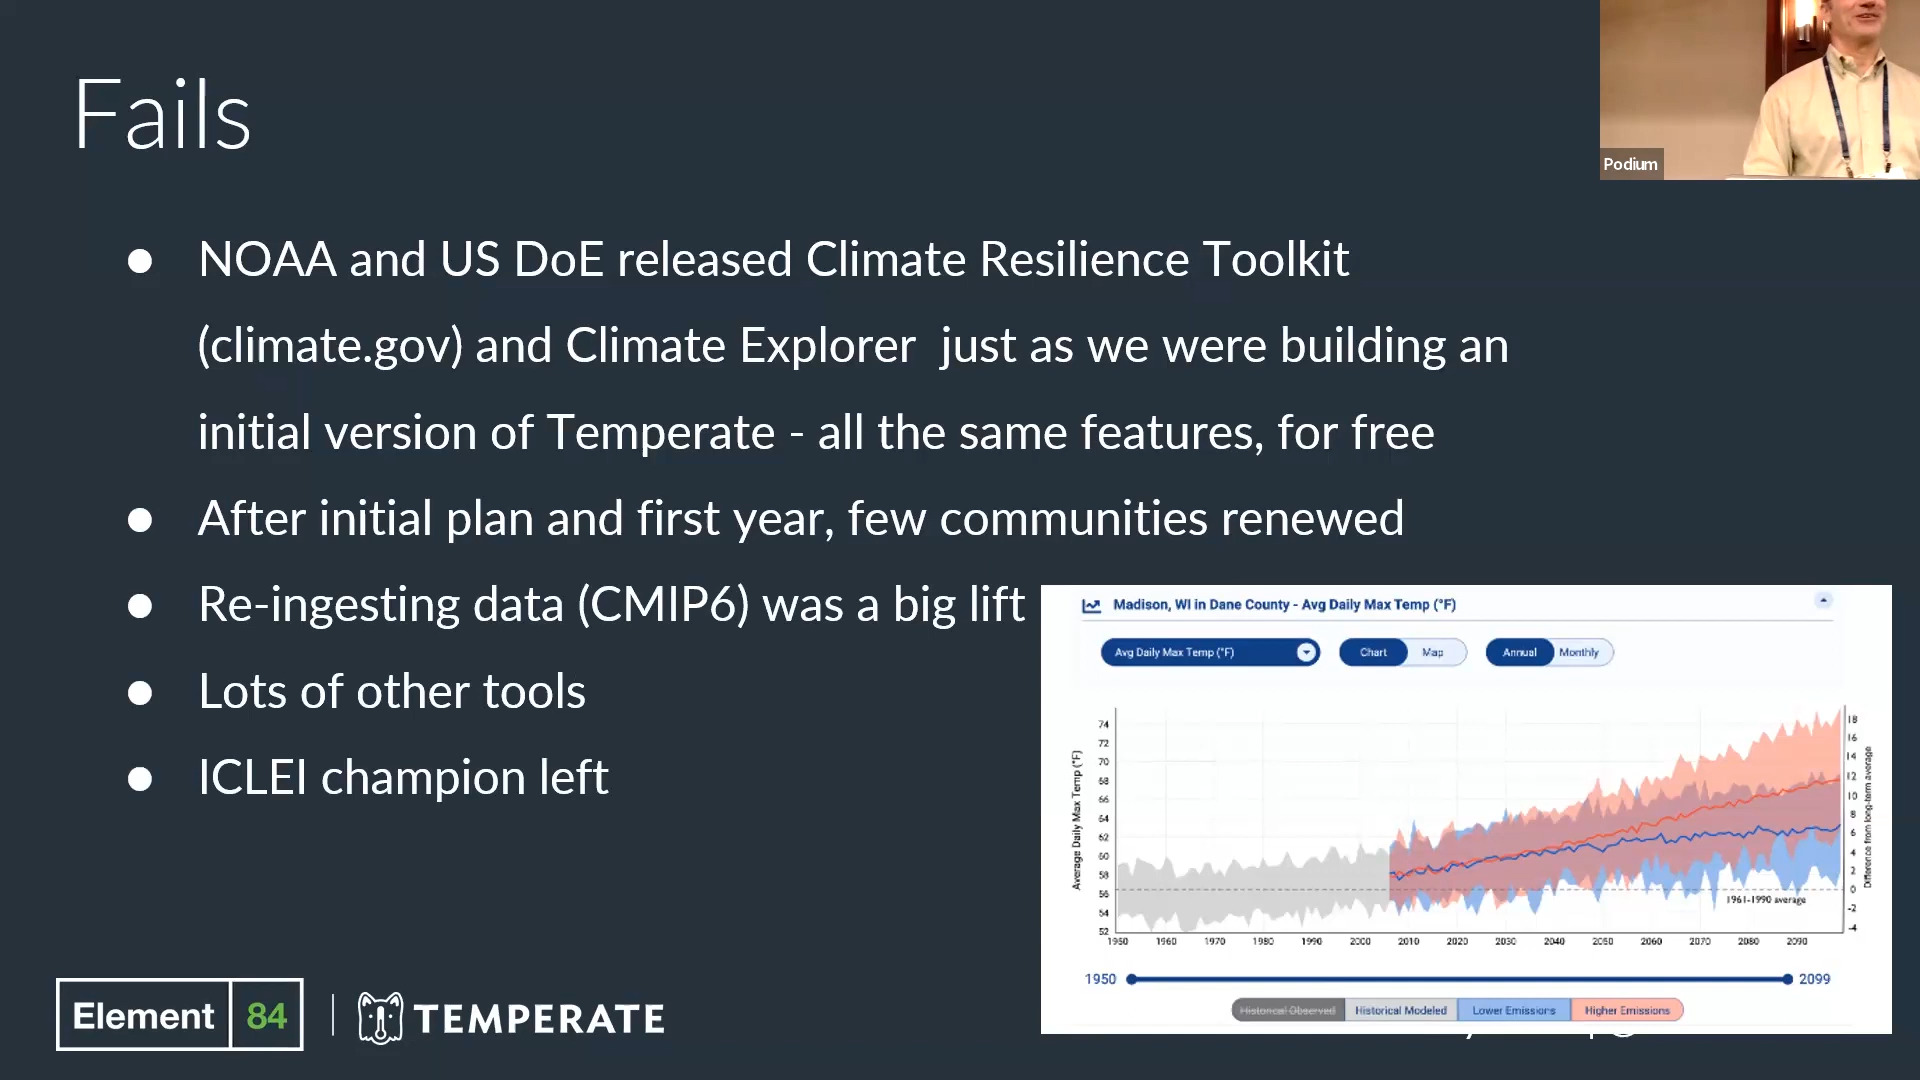 Fails
Podium
● NOAA and US DoE released Climate Resilience Toolkit
(climate.gov) and Climate Explorer just as we were building an
initial version of Temperate - all the same features, for free
● After initial plan and first year, few communities renewed
● Re-ingesting data (CMIP6) was a big lift
● Lots of other tools
● ICLEI champion left
Madison, WI in Dane County - Avg Daily Max Temp (°F)
Avg Daily Max Temp (°F) Chart Map Annual Monthly
Average Daily Max Temp (°F)
74
72
70
68
66
64
62
60
58
56
54
52
18
16
14
12
10
8
6
4
2
0
-2
-4
Difference from long-term average
1961-1990 average
1950 1960 1970 1980 1990 2000 2010 2020 2030 2040 2050 2060 2070 2080 2090
1950 2099
Historical Observed Historical Modeled Lower Emissions Higher Emissions
Element 84 TEMPERATE